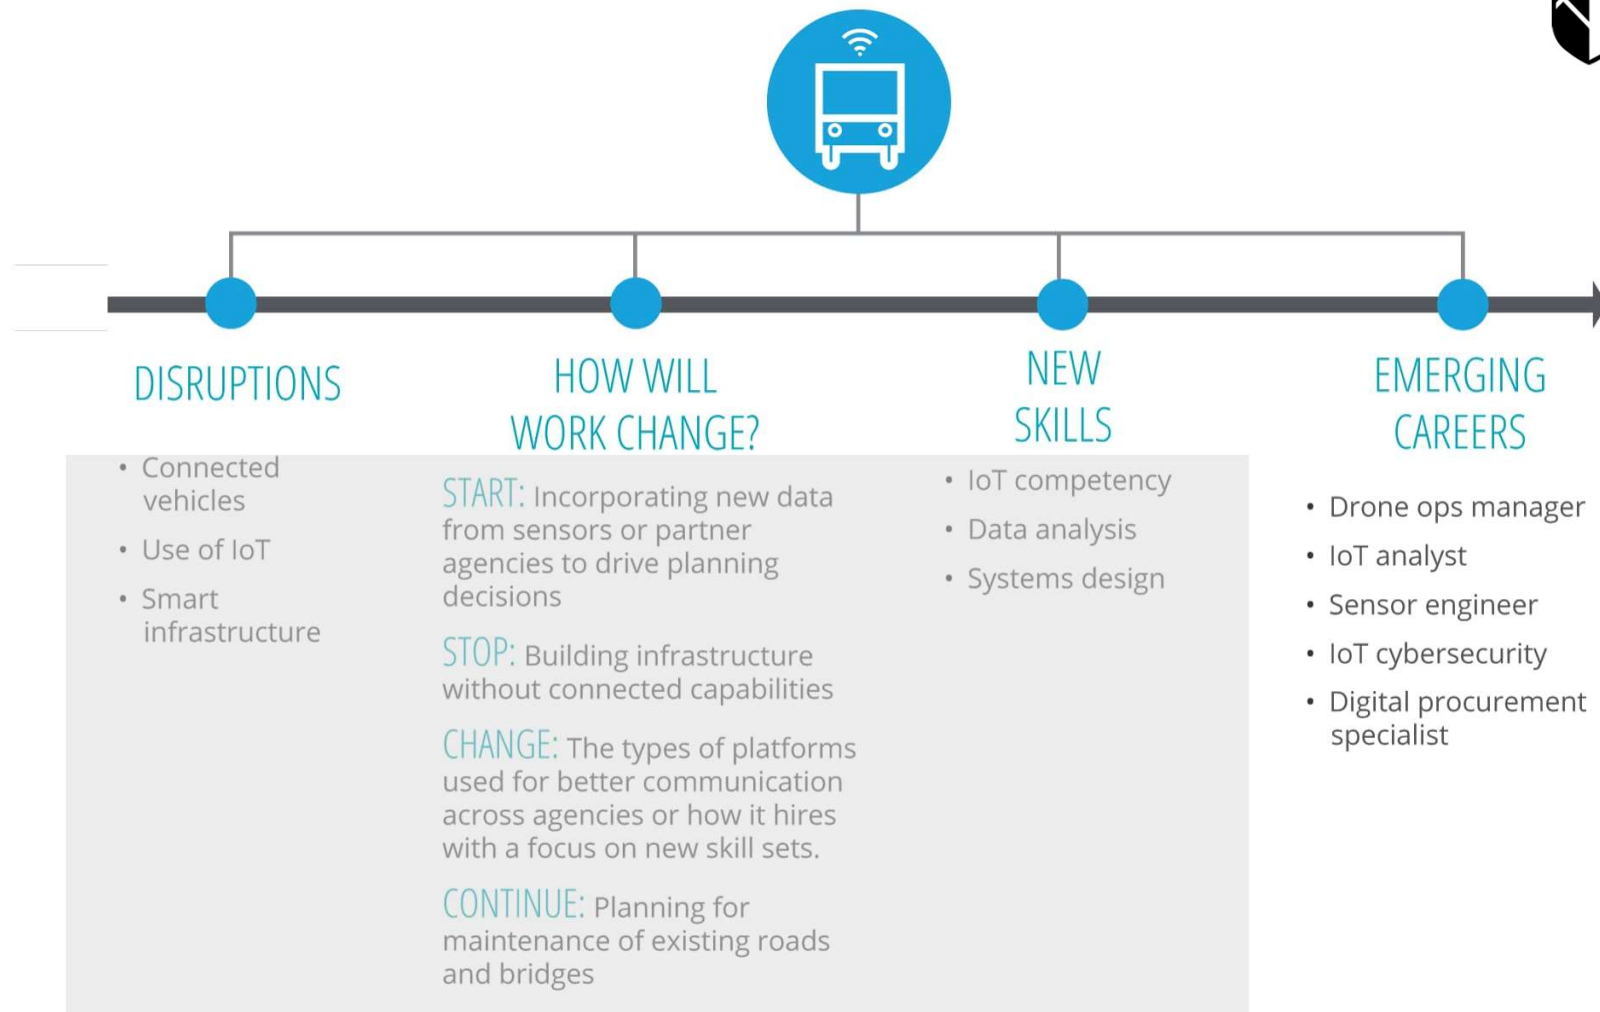 DISRUPTIONS
• Connected
vehicles
• Use of IoT
• Smart
infrastructure
HOW WILL
WORK CHANGE?
START: Incorporating new data
from sensors or partner
agencies to drive planning
decisions
STOP: Building infrastructure
without connected capabilities
CHANGE: The types of platforms
used for better communication
across agencies or how it hires
with a focus on new skill sets.
CONTINUE: Planning for
maintenance of existing roads
and bridges
NEW
SKILLS
• IoT competency
• Data analysis
• Systems design
EMERGING
CAREERS
• Drone ops manager
• IoT analyst
• Sensor engineer
• IoT cybersecurity
• Digital procurement
specialist